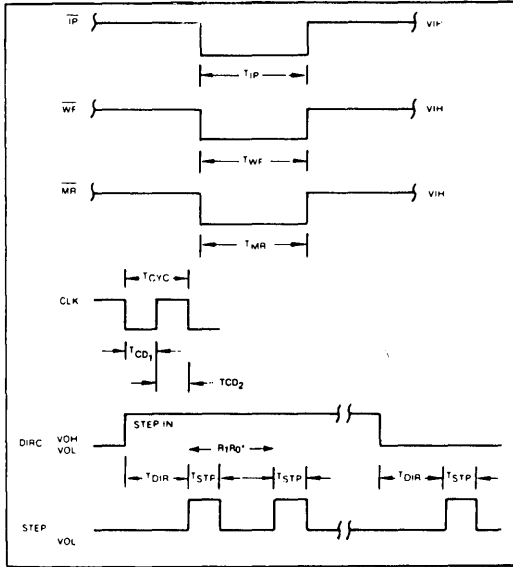 IP VIH
TIP
WF VIH
TWF
MR VIH
TMR
TCYC
CLK
TCD1
TCD2
STEP IN
DIRC VOH
VOL
R1R0*
TDIR TSTP TSTP TDIR TSTP
STEP
VOL